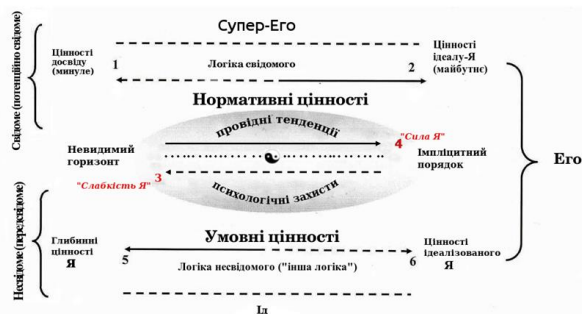 Супер-Его
Свідоме (потенційно свідоме)
Цінності
досвіду
(минуле)
1
Логіка свідомого
2
Цінності
ідеалу-Я
(майбутнє)
Нормативні цінності
провідні тенденції
Невидимий
горизонт
4
"Сила Я"
Імпліцитний
порядок
Его
"Слабкість Я"
3
психологічні захисти
Несвідоме (передсвідоме)
Умовні цінності
Глибинні
цінності
Я
5
Логіка несвідомого ("інша логіка")
6
Цінності
ідеалізованого
Я
Ід